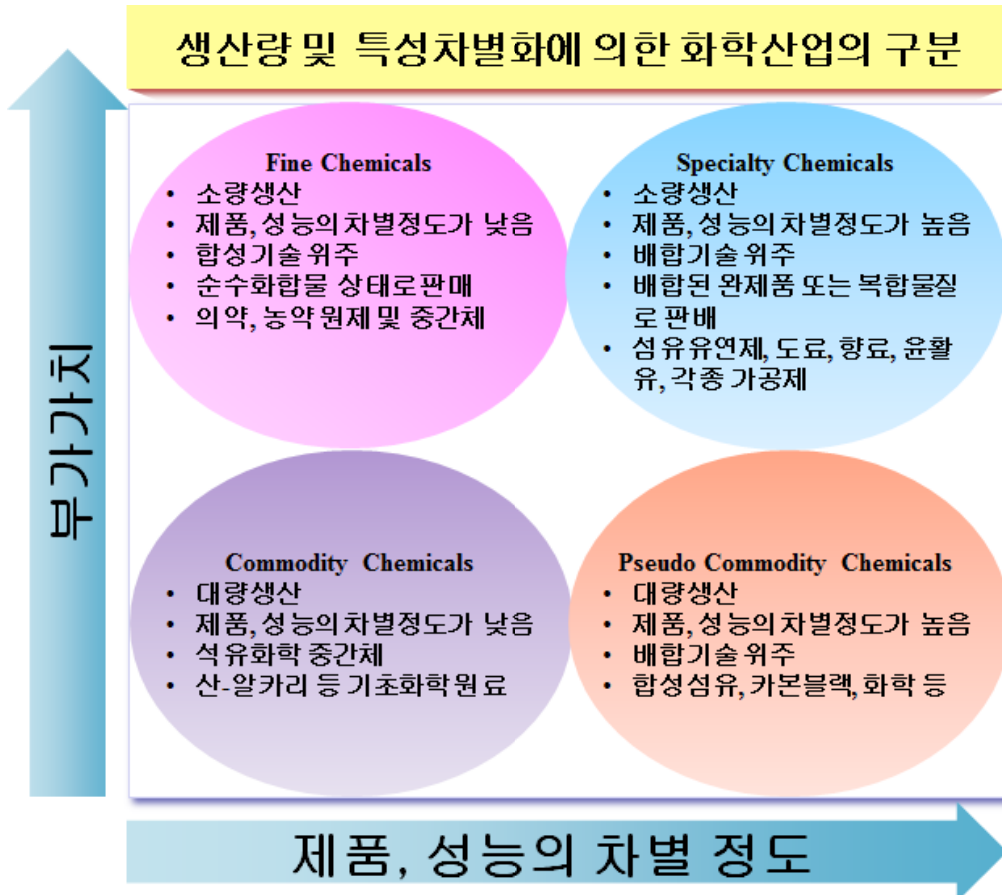 생산량 및 특성차별화에 의한 화학산업의 구분
부가가치
Fine Chemicals
• 소량생산
• 제품, 성능의 차별정도가 낮음
• 합성기술 위주
• 순수화합물 상태로판매
• 의약, 농약 원제 및 중간체
Specialty Chemicals
• 소량생산
• 제품, 성능의 차별정도가 높음
• 배합기술 위주
• 배합된 완제품 또는 복합물질
로 판배
• 섬유유연제, 도료, 향료, 윤활
유, 각종 가공제
Commodity Chemicals
• 대량생산
• 제품, 성능의 차별정도가 낮음
• 석유화학 중간체
• 산-알카리 등 기초화학원료
Pseudo Commodity Chemicals
• 대량생산
• 제품, 성능의 차별정도가 높음
• 배합기술 위주
• 합성섬유, 카본블랙, 화학 등
제품, 성능의 차별 정도